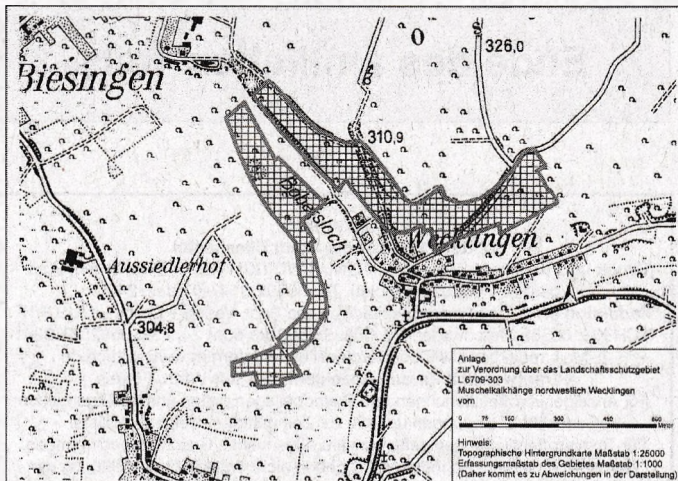 0
326,0
Biesingen
310,9
Bobasloch
Wecklingen
Aussiedlerhof
304,8
Anlage
zur Verordnung über das Landschaftsschutzgebiet
L 6709-303
Muschelkalkhänge nordwestlich Wecklingen
vom
0 75 150 300 450 600
Meter
Hinweis:
Topographische Hintergrundkarte Maßstab 1:25000
Erfassungsmaßstab des Gebietes Maßstab 1:1000
(Daher kommt es zu Abweichungen in der Darstellung)